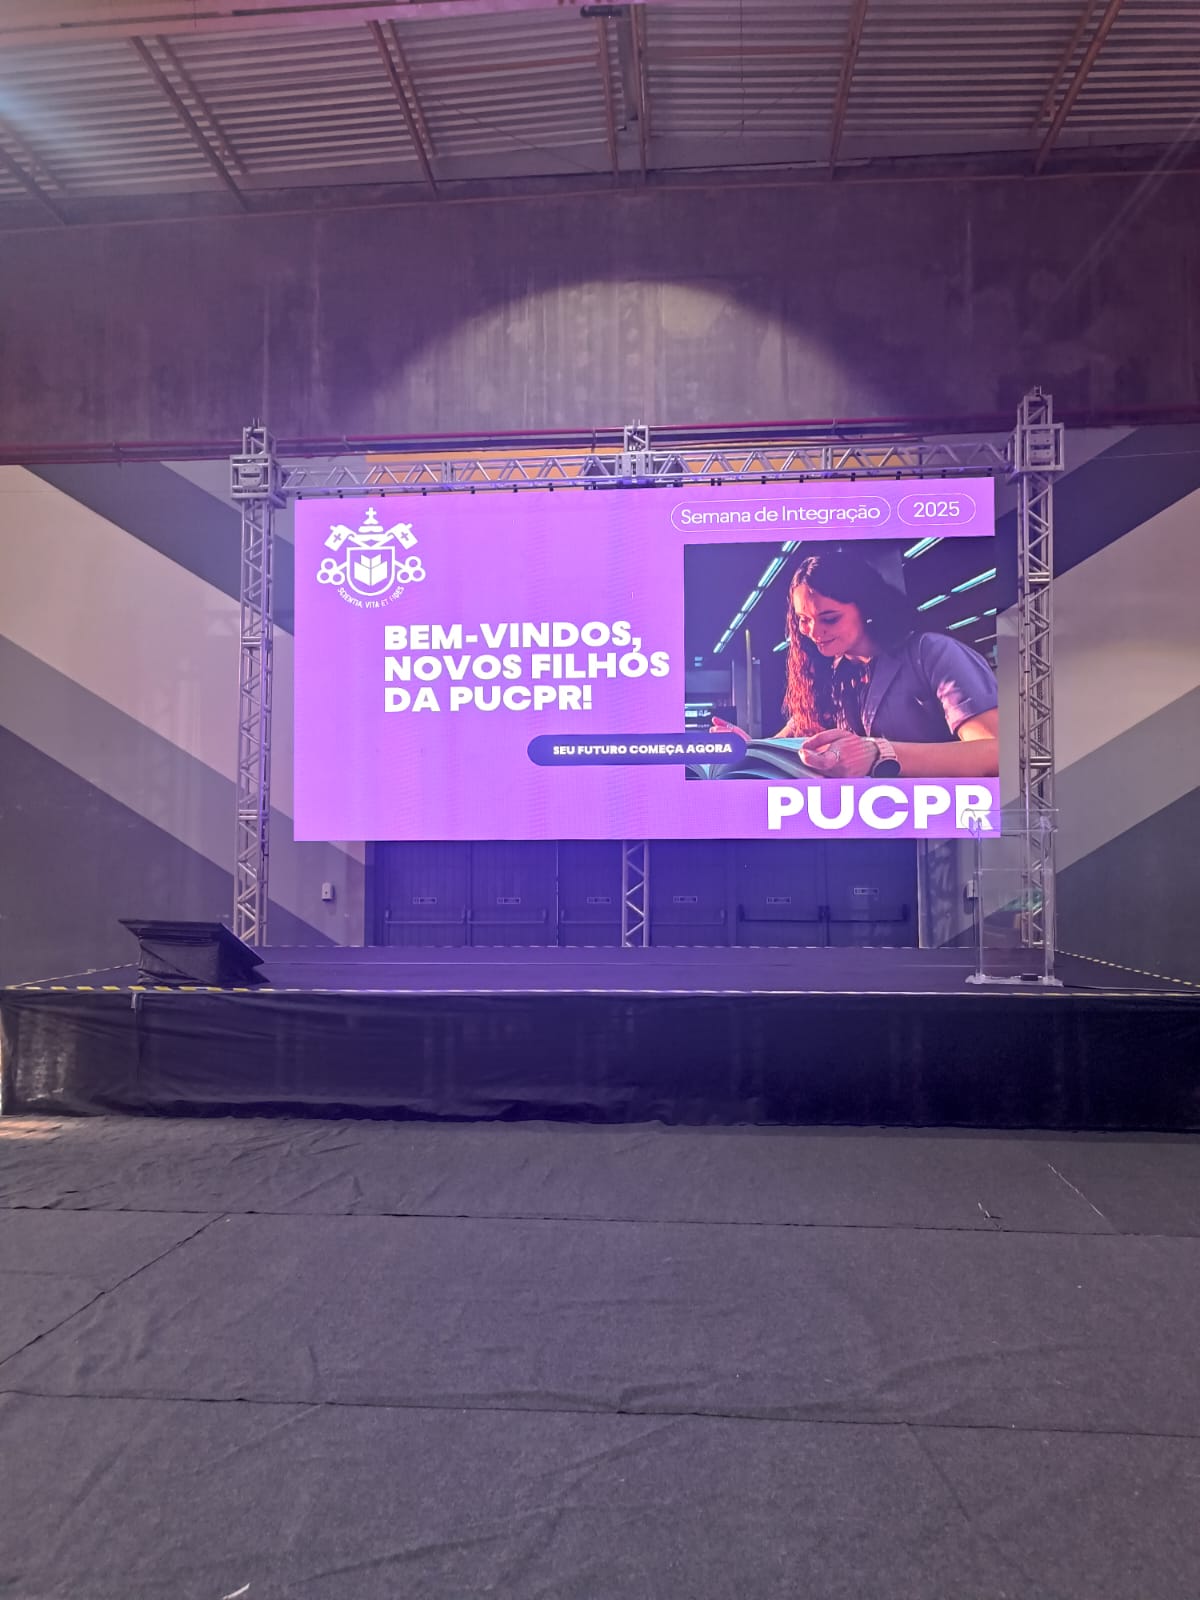 Semana de Integração 2025
SCIENTIA, VITA ET FIDES
BEM-VINDOS,
NOVOS FILHOS
DA PUCPR!
SEU FUTURO COMEÇA AGORA
PUCPR